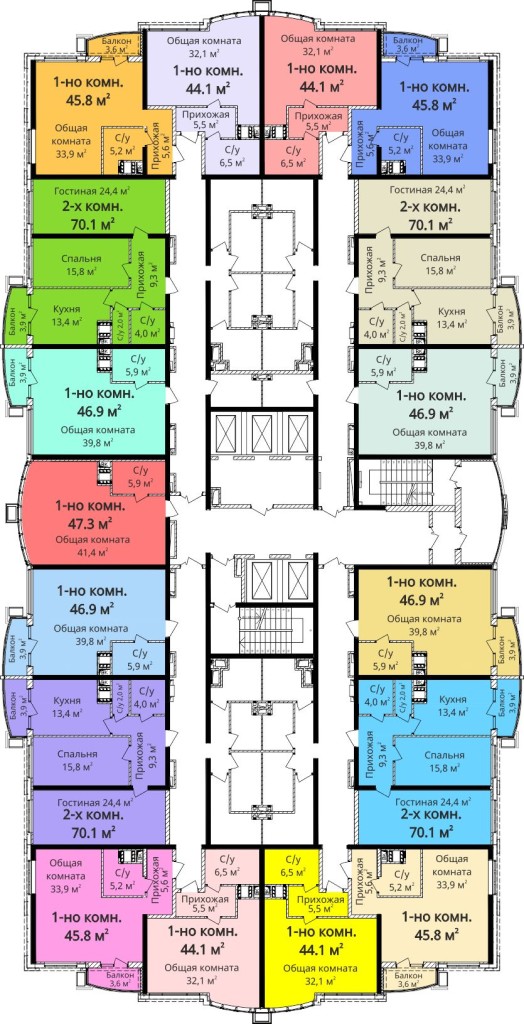 Балкон
3,6 м²
1-но комн.
45.8 м²
Общая
комната
33,9 м²
С/у
5,2 м²
Прихожая
5,6 м²
Общая комната
32,1 м²
1-но комн.
44.1 м²
Прихожая
5,5 м²
С/у
6,5 м²
Общая комната
32,1 м²
1-но комн.
44.1 м²
Прихожая
5,5 м²
С/у
6,5 м²
Балкон
3,6 м²
1-но комн.
45.8 м²
Прихожая
5,6 м²
С/у
5,2 м²
Общая
комната
33,9 м²
Гостиная 24,4 м²
2-х комн.
70.1 м²
Спальня
15,8 м²
Прихожая
9,3 м²
Кухня
13,4 м²
С/у 2,0 м²
С/у
4,0 м²
Балкон
3,9 м²
Гостиная 24,4 м²
2-х комн.
70.1 м²
Прихожая
9,3 м²
Спальня
15,8 м²
С/у
4,0 м²
С/у 2,0 м²
Кухня
13,4 м²
Балкон
3,9 м²
Балкон
3,9 м²
С/у
5,9 м²
1-но комн.
46.9 м²
Общая комната
39,8 м²
С/у
5,9 м²
1-но комн.
46.9 м²
Общая комната
39,8 м²
Балкон
3,9 м²
С/у
5,9 м²
1-но комн.
47.3 м²
Общая комната
41,4 м²
1-но комн.
46.9 м²
Общая комната
39,8 м²
С/у
5,9 м²
Балкон
3,9 м²
1-но комн.
46.9 м²
Общая комната
39,8 м²
С/у
5,9 м²
Балкон
3,9 м²
Балкон
3,9 м²
Кухня
13,4 м²
С/у 2,0 м²
С/у
4,0 м²
Спальня
15,8 м²
Прихожая
9,3 м²
Гостиная 24,4 м²
2-х комн.
70.1 м²
С/у
4,0 м²
С/у 2,0 м²
Кухня
13,4 м²
Балкон
3,9 м²
Прихожая
9,3 м²
Спальня
15,8 м²
Гостиная 24,4 м²
2-х комн.
70.1 м²
Общая
комната
33,9 м²
С/у
5,2 м²
Прихожая
5,6 м²
1-но комн.
45.8 м²
Балкон
3,6 м²
С/у
6,5 м²
Прихожая
5,5 м²
1-но комн.
44.1 м²
Общая комната
32,1 м²
С/у
6,5 м²
Прихожая
5,5 м²
1-но комн.
44.1 м²
Общая комната
32,1 м²
Прихожая
5,6 м²
С/у
5,2 м²
Общая
комната
33,9 м²
1-но комн.
45.8 м²
Балкон
3,6 м²